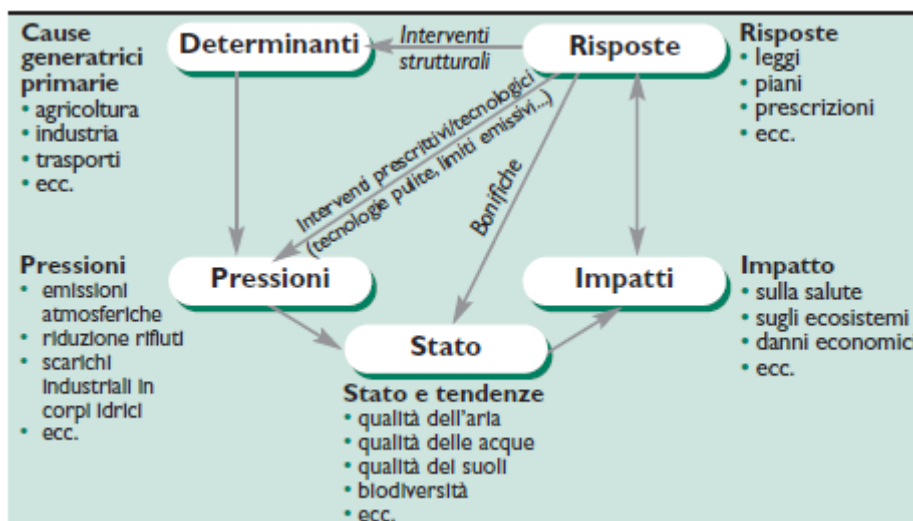 Cause
generatrici
primarie
• agricoltura
• industria
• trasporti
• ecc.
Determinanti
Interventi
strutturali
Risposte
Risposte
• leggi
• piani
• prescrizioni
• ecc.
Interventi prescrittivi/tecnologici
(tecnologie pulite, limiti emissivi...)
Bonifiche
Pressioni
• emissioni
atmosferiche
• riduzione rifiuti
• scarichi
industriali in
corpi idrici
• ecc.
Pressioni
Impatti
Impatto
• sulla salute
• sugli ecosistemi
• danni economici
• ecc.
Stato
Stato e tendenze
• qualità dell'aria
• qualità delle acque
• qualità dei suoli
• biodiversità
• ecc.